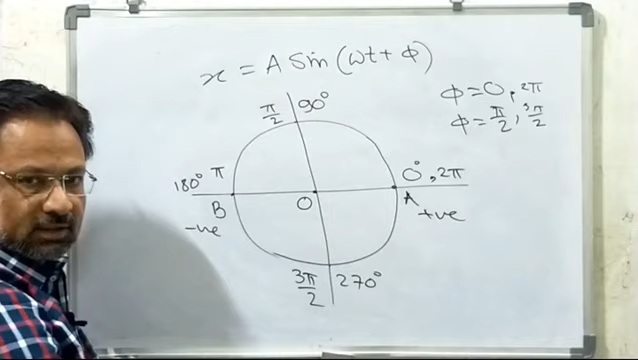 x = A Sin (ωt + ϕ)
ϕ = 0, 2π
ϕ = π/2, 3π/2
π/2 90°
180° π
0°, 2π
B O A
-ve +ve
3π/2 270°